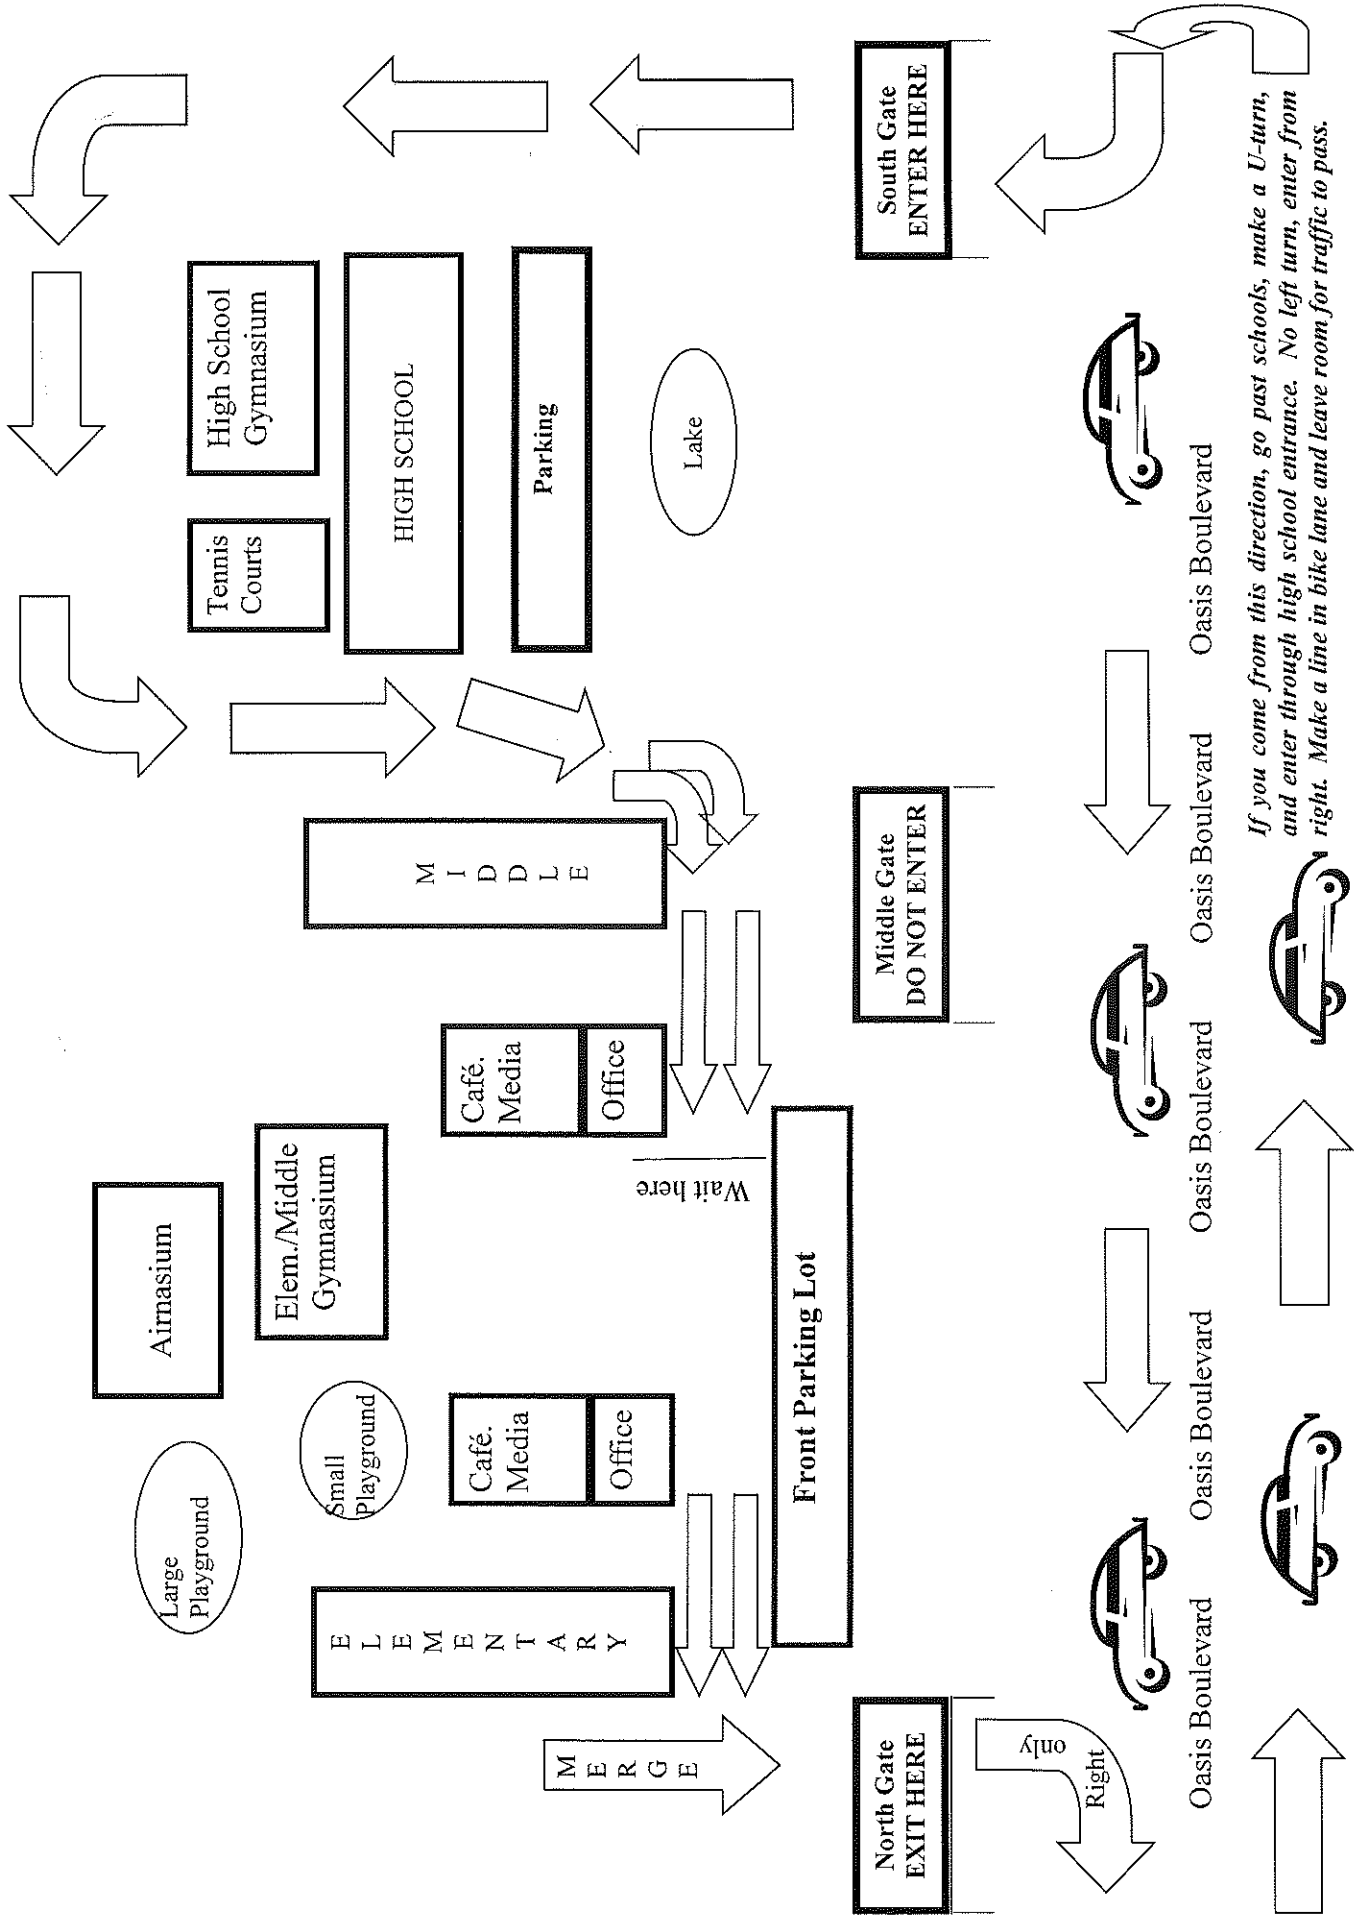 Airnasium
Large
Playground
Tennis
Courts
High School
Gymnasium
Elem./Middle
Gymnasium
Small
Playground
E
L
E
M
E
N
T
A
R
Y
Café.
Media
Office
Café.
Media
Office
M
I
D
D
L
E
HIGH SCHOOL
Parking
Lake
M
E
R
G
E
Wait here
Front Parking Lot
North Gate
EXIT HERE
Middle Gate
DO NOT ENTER
South Gate
ENTER HERE
Right
only
Oasis Boulevard
Oasis Boulevard
Oasis Boulevard
Oasis Boulevard
Oasis Boulevard
If you come from this direction, go past schools, make a U-turn,
and enter through high school entrance. No left turn, enter from
right. Make a line in bike lane and leave room for traffic to pass.